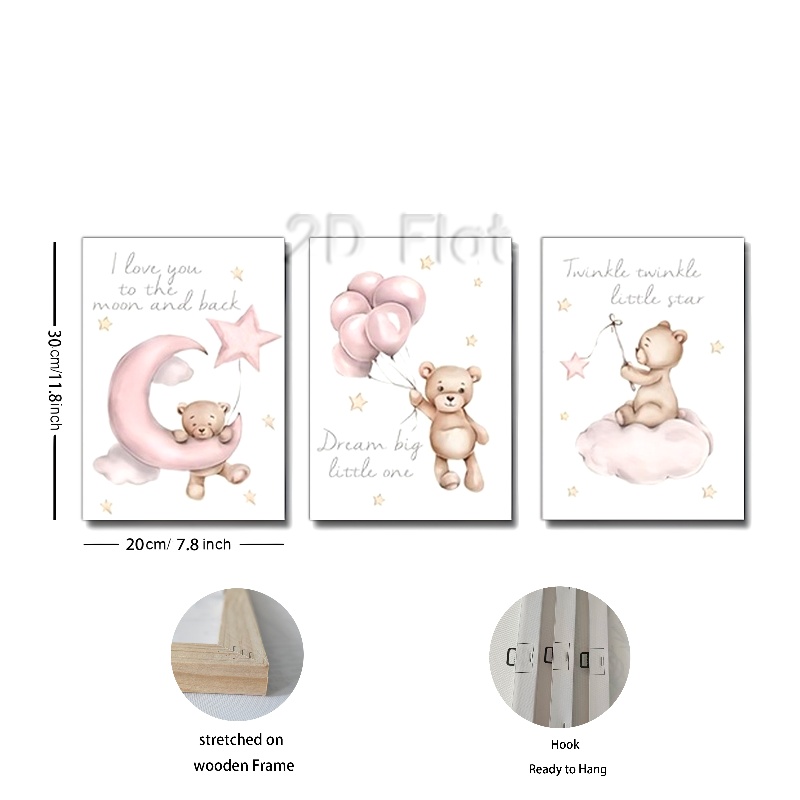 2D Flat
I love you
to the
moon and back
Dream big
little one
Twinkle twinkle
little star
30cm/11.8inch
20cm/ 7.8 inch
stretched on
wooden Frame
Hook
Ready to Hang